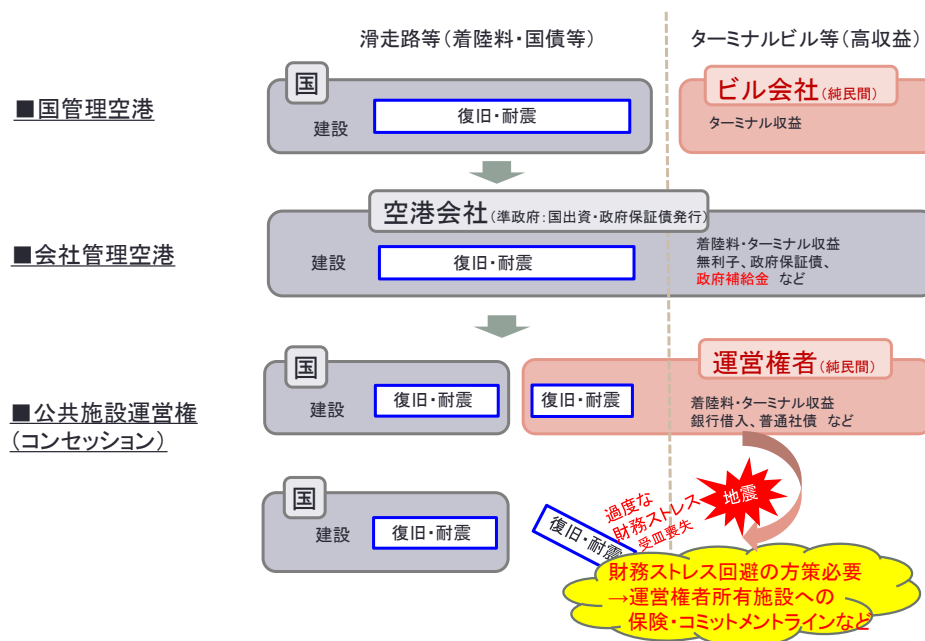 滑走路等(着陸料・国債等)
ターミナルビル等(高収益)
■国管理空港
国
建設
復旧・耐震
ビル会社(純民間)
ターミナル収益
■会社管理空港
空港会社(準政府:国出資・政府保証債発行)
建設
復旧・耐震
着陸料・ターミナル収益
無利子、政府保証債、
政府補給金 など
■公共施設運営権
(コンセッション)
国
建設
復旧・耐震
復旧・耐震
運営権者(純民間)
着陸料・ターミナル収益
銀行借入、普通社債 など
国
建設
復旧・耐震
復旧・耐震
過度な
財務ストレス
受皿喪失
地震
財務ストレス回避の方策必要
→運営権者所有施設への
保険・コミットメントラインなど